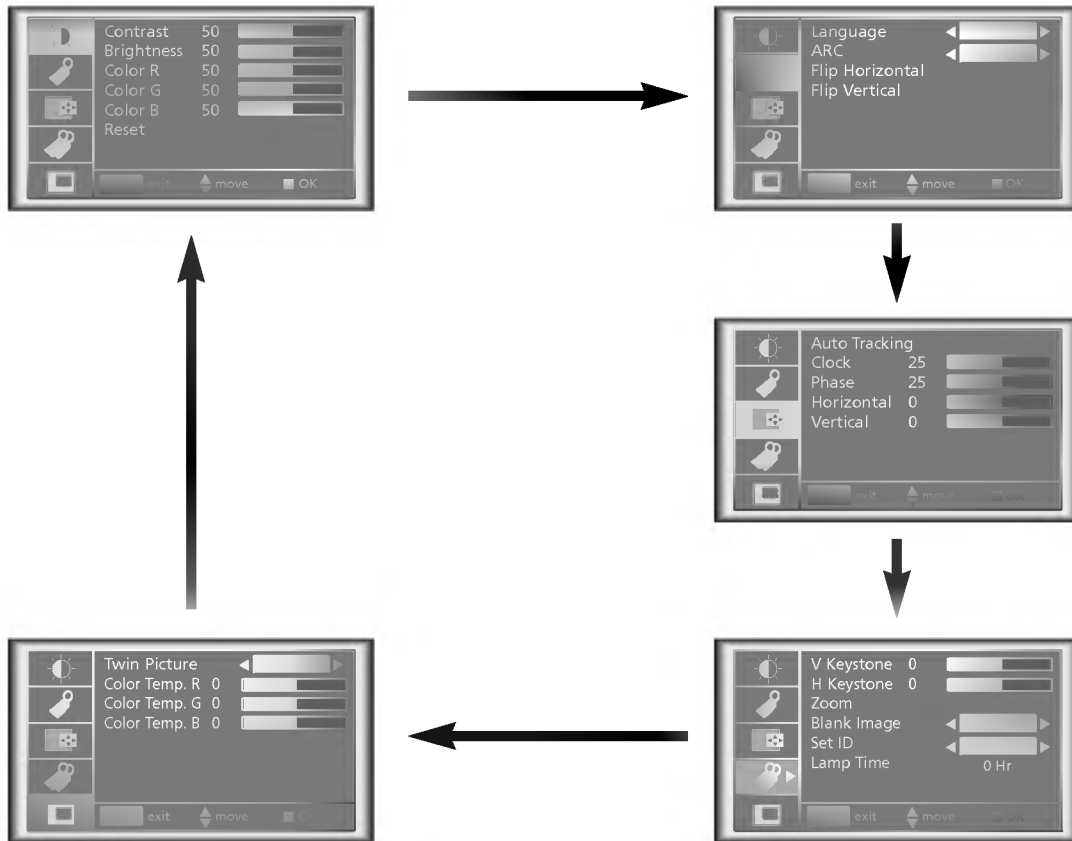 Contrast 50
Brightness 50
Color R 50
Color G 50
Color B 50
Reset
exit move OK
Language
ARC
Flip Horizontal
Flip Vertical
exit move OK
Auto Tracking
Clock 25
Phase 25
Horizontal 0
Vertical 0
exit move OK
Twin Picture
Color Temp. R 0
Color Temp. G 0
Color Temp. B 0
exit move OK
V Keystone 0
H Keystone 0
Zoom
Blank Image
Set ID
Lamp Time 0 Hr
exit move OK